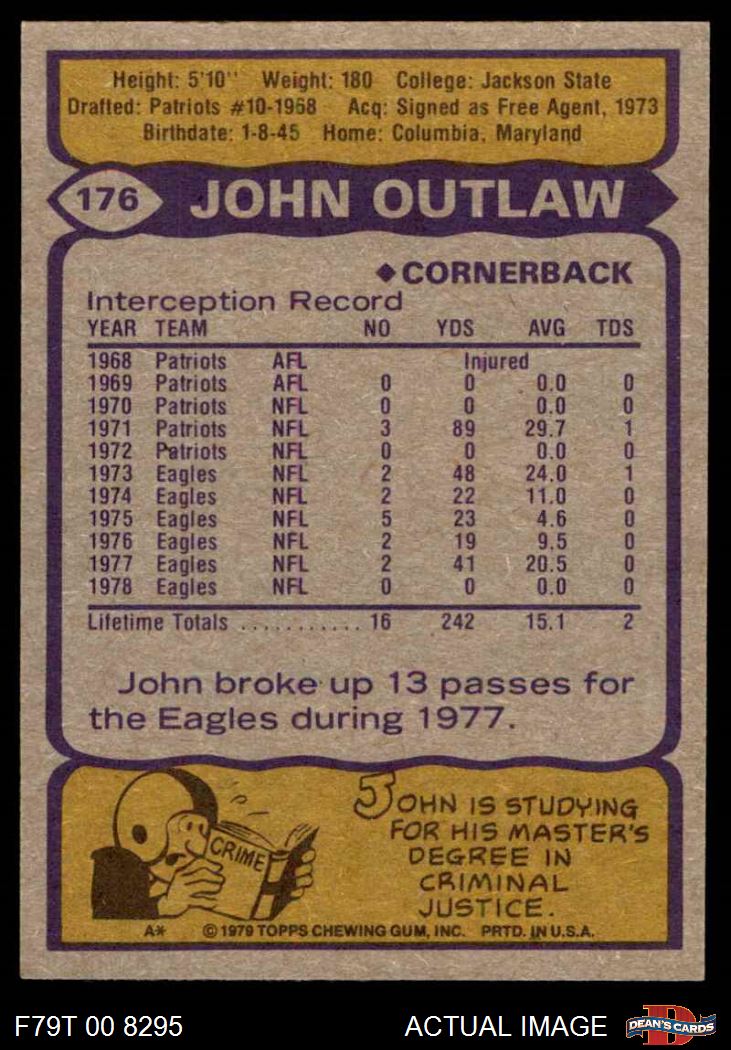 Height: 5'10" Weight: 180 College: Jackson State
Drafted: Patriots #10-1968 Acq: Signed as Free Agent, 1973
Birthdate: 1-8-45 Home: Columbia, Maryland
176 JOHN OUTLAW
◆CORNERBACK
Interception Record
YEAR TEAM NO YDS AVG TDS
1968 Patriots AFL Injured
1969 Patriots AFL 0 0 0.0 0
1970 Patriots NFL 0 0 0.0 0
1971 Patriots NFL 3 89 29.7 1
1972 Patriots NFL 0 0 0.0 0
1973 Eagles NFL 2 48 24.0 1
1974 Eagles NFL 2 22 11.0 0
1975 Eagles NFL 5 23 4.6 0
1976 Eagles NFL 2 19 9.5 0
1977 Eagles NFL 2 41 20.5 0
1978 Eagles NFL 0 0 0.0 0
Lifetime Totals ........... 16 242 15.1 2
John broke up 13 passes for
the Eagles during 1977.
CRIME
JOHN IS STUDYING
FOR HIS MASTER'S
DEGREE IN
CRIMINAL
JUSTICE.
A* © 1979 TOPPS CHEWING GUM, INC. PRTD. IN U.S.A.
F79T 00 8295 ACTUAL IMAGE D DEAN'S CARDS